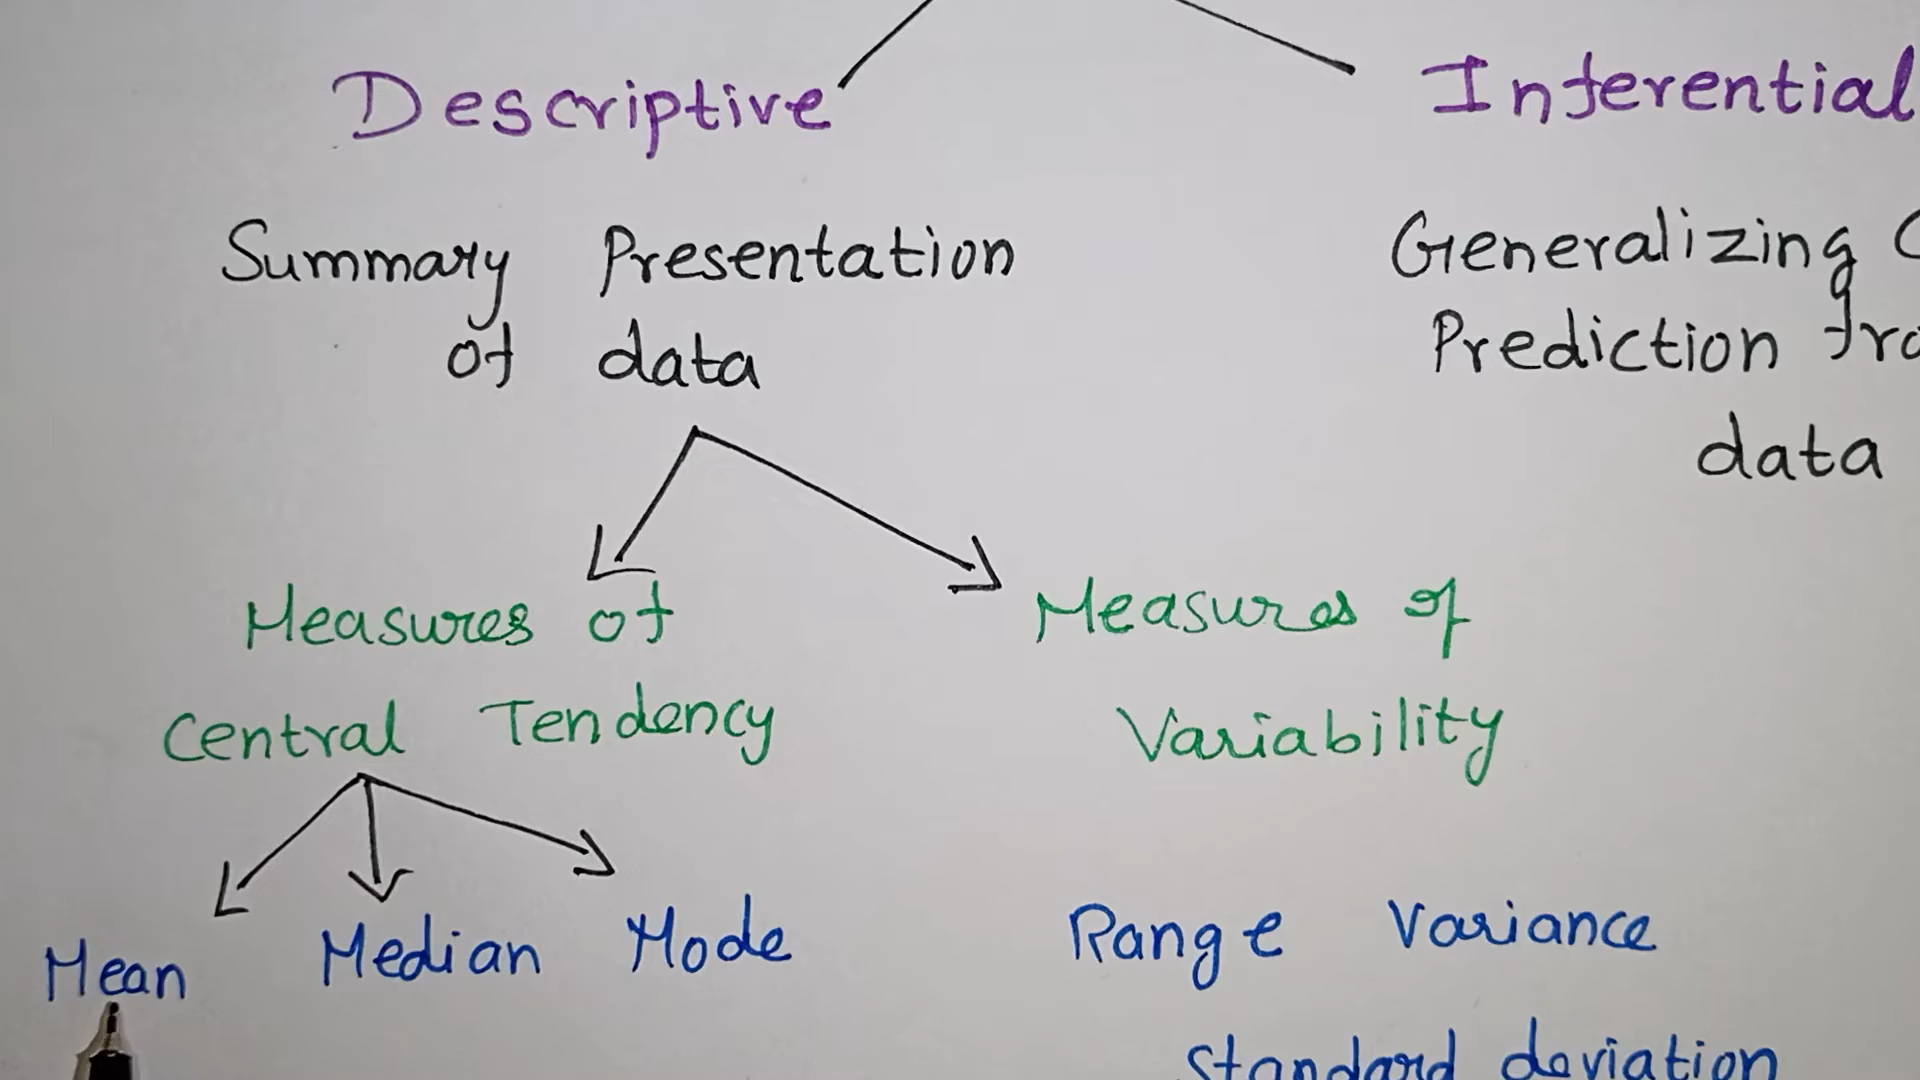 Descriptive
Inferential
Summary Presentation
of data
Generalizing
Prediction
data
Measures of
Central Tendency
Measures of
Variability
Mean Median Mode
Range Variance
Standard deviation